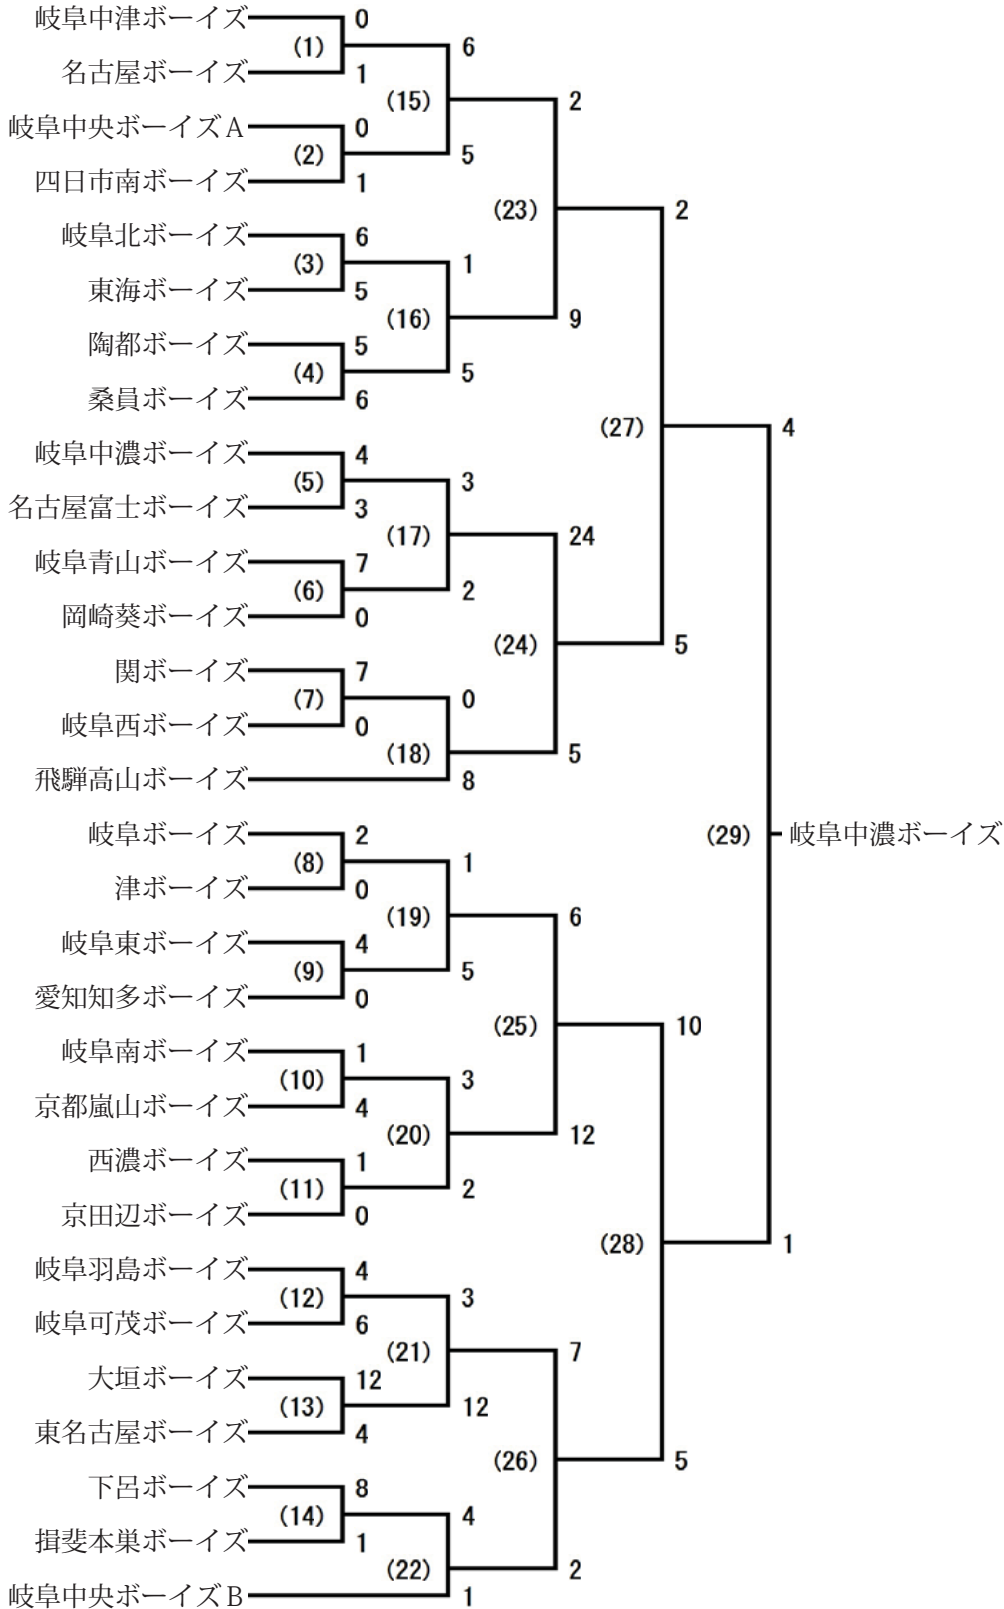 岐阜中津ボーイズ 0
(1) 6
名古屋ボーイズ 1
(15) 2
岐阜中央ボーイズA 0
(2) 5
四日市南ボーイズ 1
(23) 2
岐阜北ボーイズ 6
(3) 1
東海ボーイズ 5
(16) 9
陶都ボーイズ 5
(4) 5
桑員ボーイズ 6
(27) 4
岐阜中濃ボーイズ 4
(5) 3
名古屋富士ボーイズ 3
(17) 24
岐阜青山ボーイズ 7
(6) 2
岡崎葵ボーイズ 0
(24) 5
関ボーイズ 7
(7) 0
岐阜西ボーイズ 0
(18) 5
飛騨高山ボーイズ 8
岐阜ボーイズ 2
(29) 岐阜中濃ボーイズ
(8) 1
津ボーイズ 0
(19) 6
岐阜東ボーイズ 4
(9) 5
愛知知多ボーイズ 0
(25) 10
岐阜南ボーイズ 1
(10) 3
京都嵐山ボーイズ 4
(20) 12
西濃ボーイズ 1
(11) 2
京田辺ボーイズ 0
(28) 1
岐阜羽島ボーイズ 4
(12) 3
岐阜可茂ボーイズ 6
(21) 7
大垣ボーイズ 12
(13) 12
東名古屋ボーイズ 4
(26) 5
下呂ボーイズ 8
(14) 4
揖斐本巣ボーイズ 1
(22) 2
岐阜中央ボーイズB 1